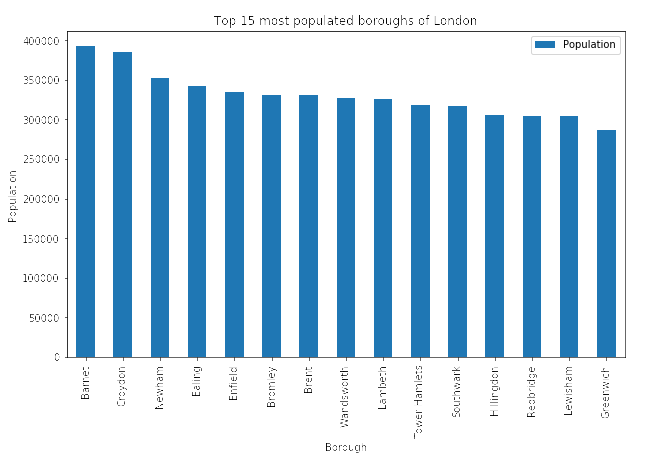 Top 15 most populated boroughs of London
Population
400000
350000
300000
250000
200000
150000
100000
50000
0
Population
Barnet
Croydon
Newham
Ealing
Enfield
Bromley
Brent
Wandsworth
Lambeth
Tower Hamlets
Southwark
Hillingdon
Redbridge
Lewisham
Greenwich
Borough